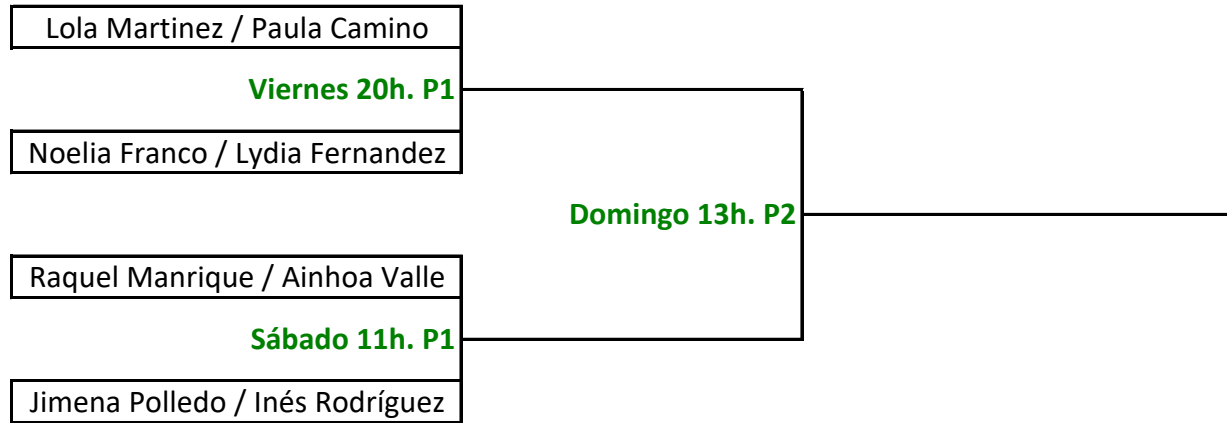 Lola Martinez / Paula Camino
Viernes 20h. P1
Noelia Franco / Lydia Fernandez
Domingo 13h. P2
Raquel Manrique / Ainhoa Valle
Sábado 11h. P1
Jimena Polledo / Inés Rodríguez